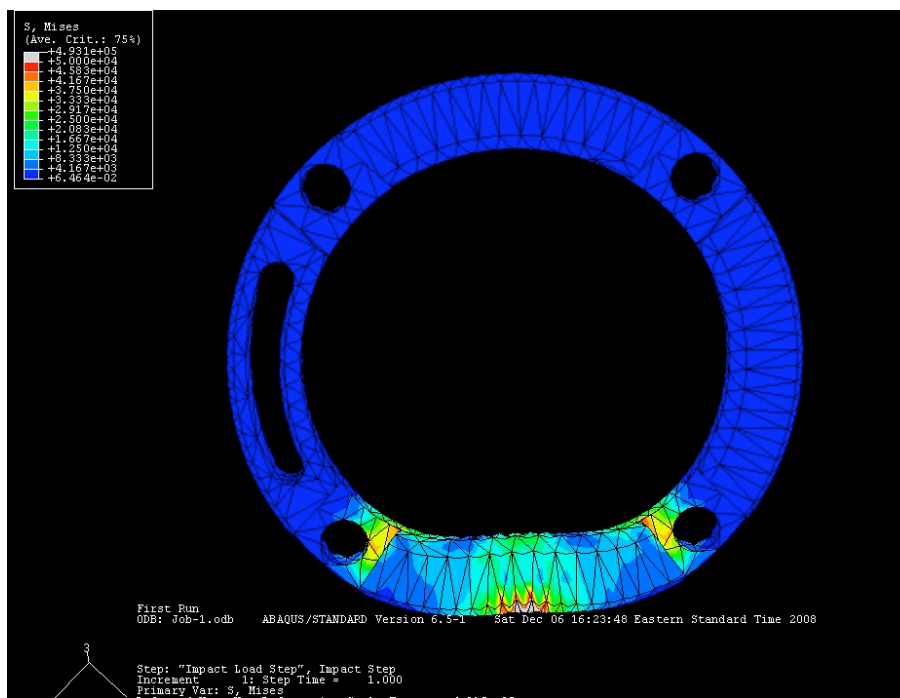 S, Mises
(Ave. Crit.: 75%)
+4.931e+05
+5.000e+04
+4.583e+04
+4.167e+04
+3.750e+04
+3.333e+04
+2.917e+04
+2.500e+04
+2.083e+04
+1.667e+04
+1.250e+04
+8.333e+03
+4.167e+03
+6.464e-02
First Run
ODB: Job-1.odb ABAQUS/STANDARD Version 6.5-1 Sat Dec 06 16:23:48 Eastern Standard Time 2008
3
Step: "Impact Load Step", Impact Step
Increment 1: Step Time = 1.000
Primary Var: S, Mises